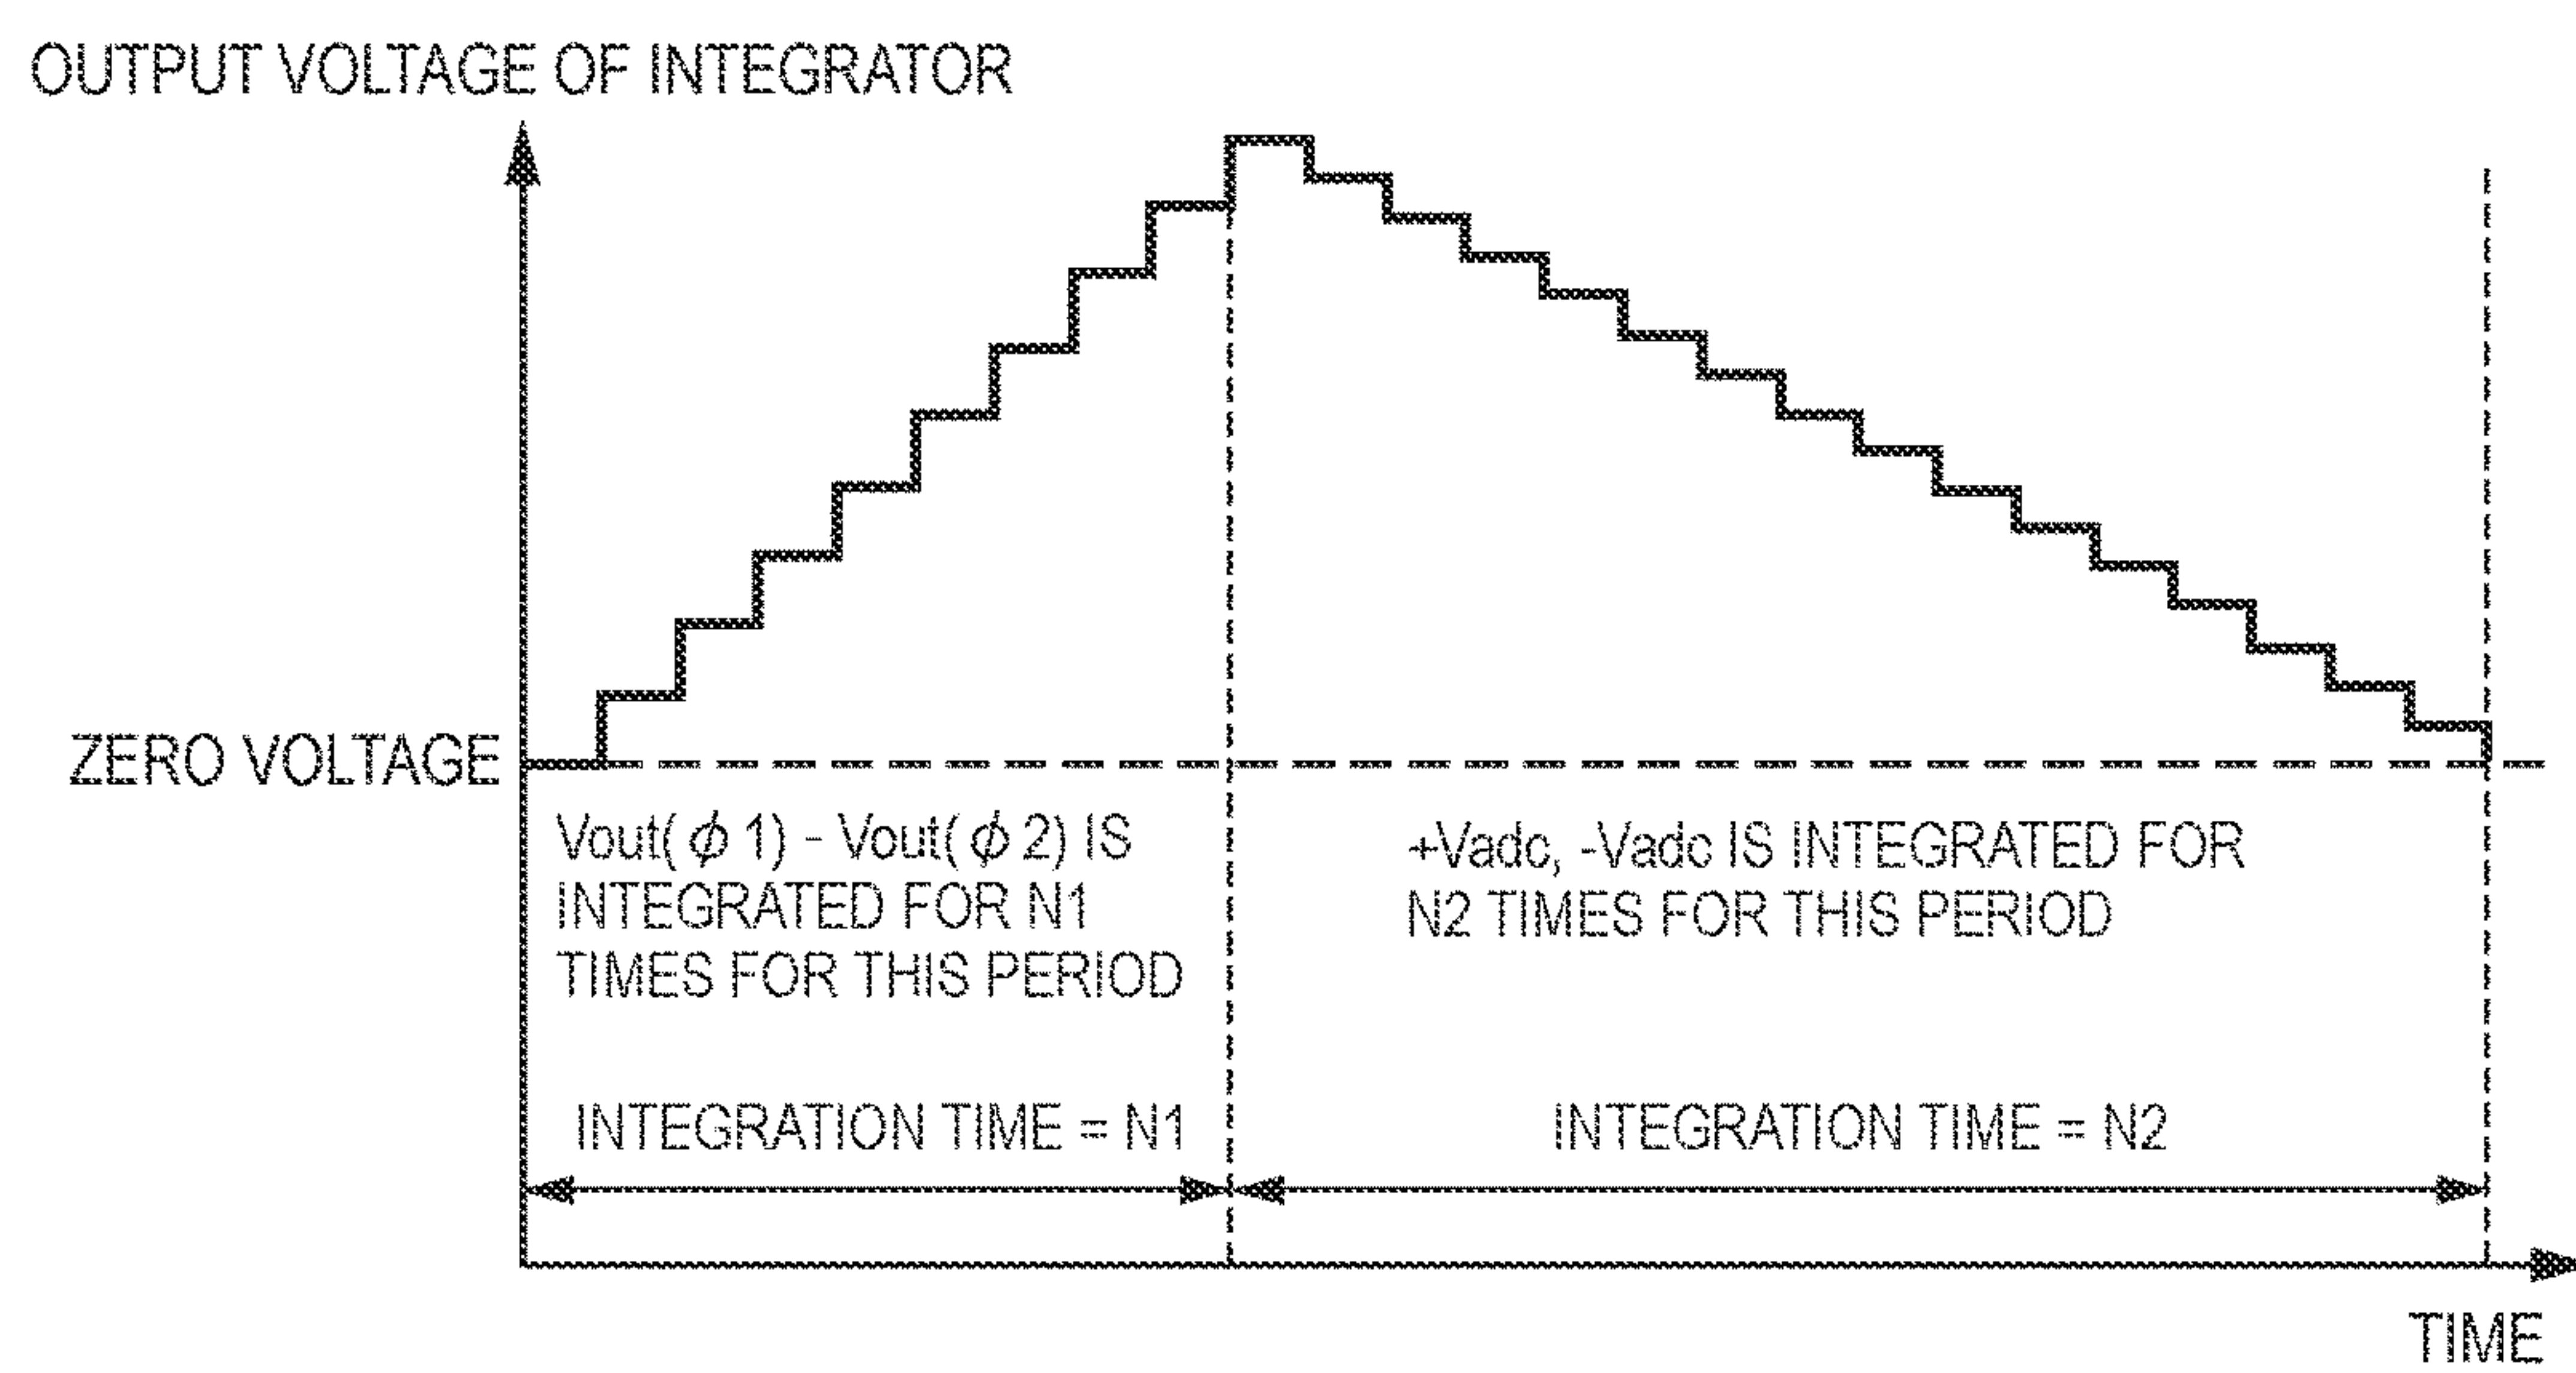 OUTPUT VOLTAGE OF INTEGRATOR
ZERO VOLTAGE
Vout(ϕ1) - Vout(ϕ2) IS
INTEGRATED FOR N1
TIMES FOR THIS PERIOD
+Vadc, -Vadc IS INTEGRATED FOR
N2 TIMES FOR THIS PERIOD
INTEGRATION TIME = N1
INTEGRATION TIME = N2
TIME